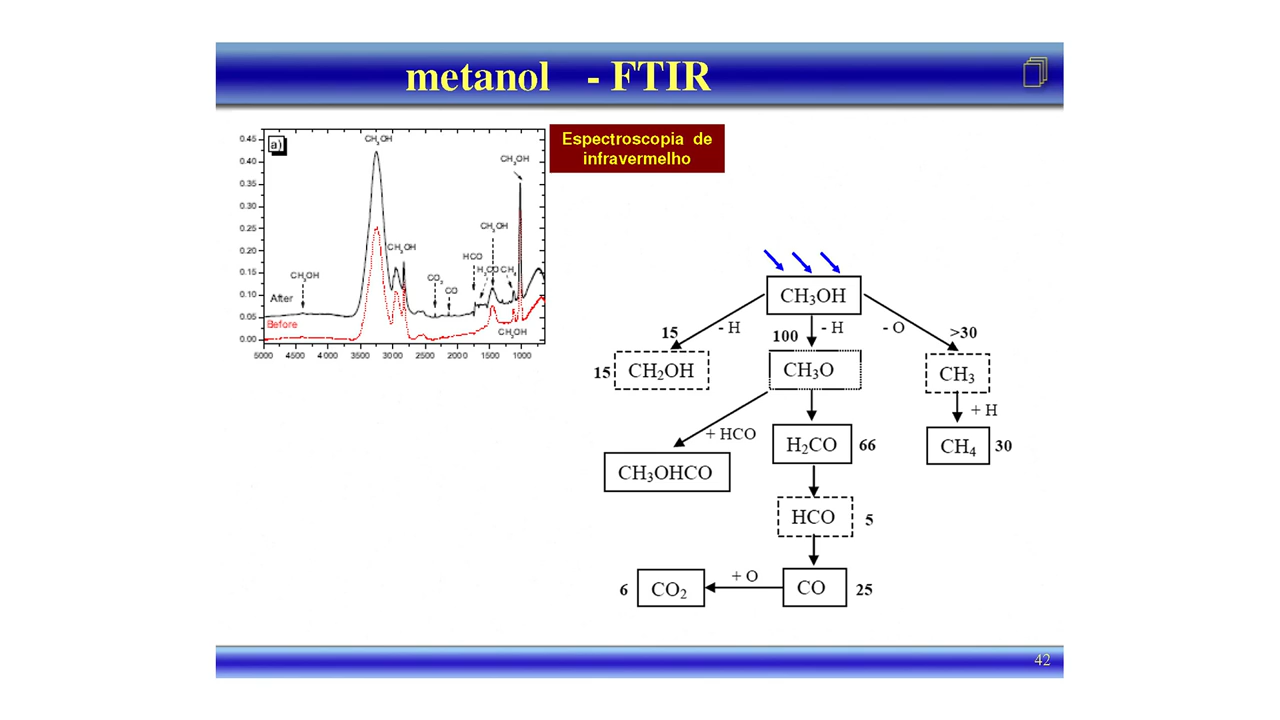 metanol - FTIR
Espectroscopia de
infravermelho
a)
0.45
0.40
0.35
0.30
0.25
0.20
0.15
0.10
0.05
0.00
5000 4500 4000 3500 3000 2500 2000 1500 1000
CH3OH
CH3OH
CH3OH
CH3OH
HCO
CH3OH
CO2
CO
H2CO
CH4
After
Before
CH3OH
CH3OH
- H
- H
- O
15
100
>30
15
CH2OH
CH3O
CH3
+ H
+ HCO
H2CO
66
CH4
30
CH3OHCO
HCO
5
6
CO2
+ O
CO
25
42